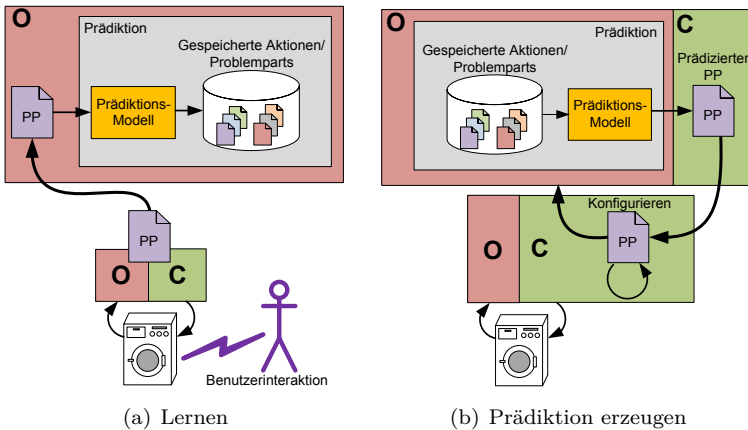 O
Prädiktion
Gespeicherte Aktionen/
Problemparts
PP
Prädiktions-
Modell
PP
O
C
Benutzerinteraktion
(a) Lernen
O
Prädiktion
C
Gespeicherte Aktionen/
Problemparts
Prädizierter
PP
Prädiktions-
Modell
PP
Konfigurieren
O
C
PP
(b) Prädiktion erzeugen